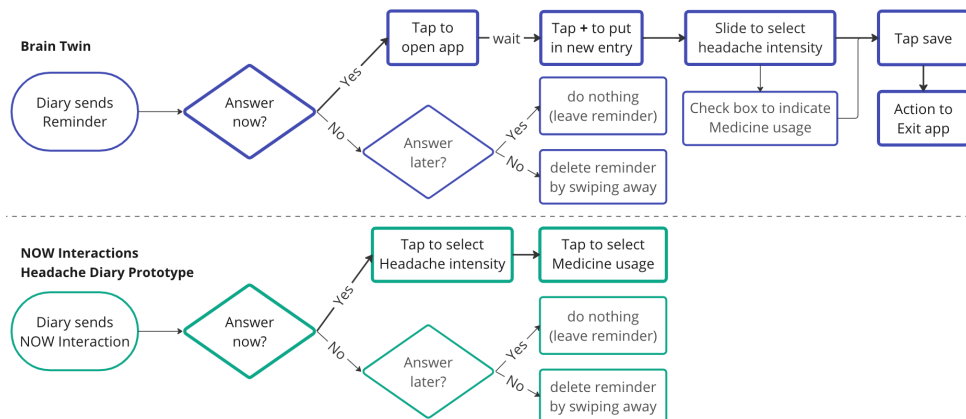 Brain Twin
Diary sends
Reminder
Answer
now?
Yes
Tap to
open app
wait
Tap + to put
in new entry
Slide to select
headache intensity
Tap save
Check box to indicate
Medicine usage
Action to
Exit app
No
Answer
later?
Yes
do nothing
(leave reminder)
No
delete reminder
by swiping away
NOW Interactions
Headache Diary Prototype
Diary sends
NOW Interaction
Answer
now?
Yes
Tap to select
Headache intensity
Tap to select
Medicine usage
No
Answer
later?
Yes
do nothing
(leave reminder)
No
delete reminder
by swiping away